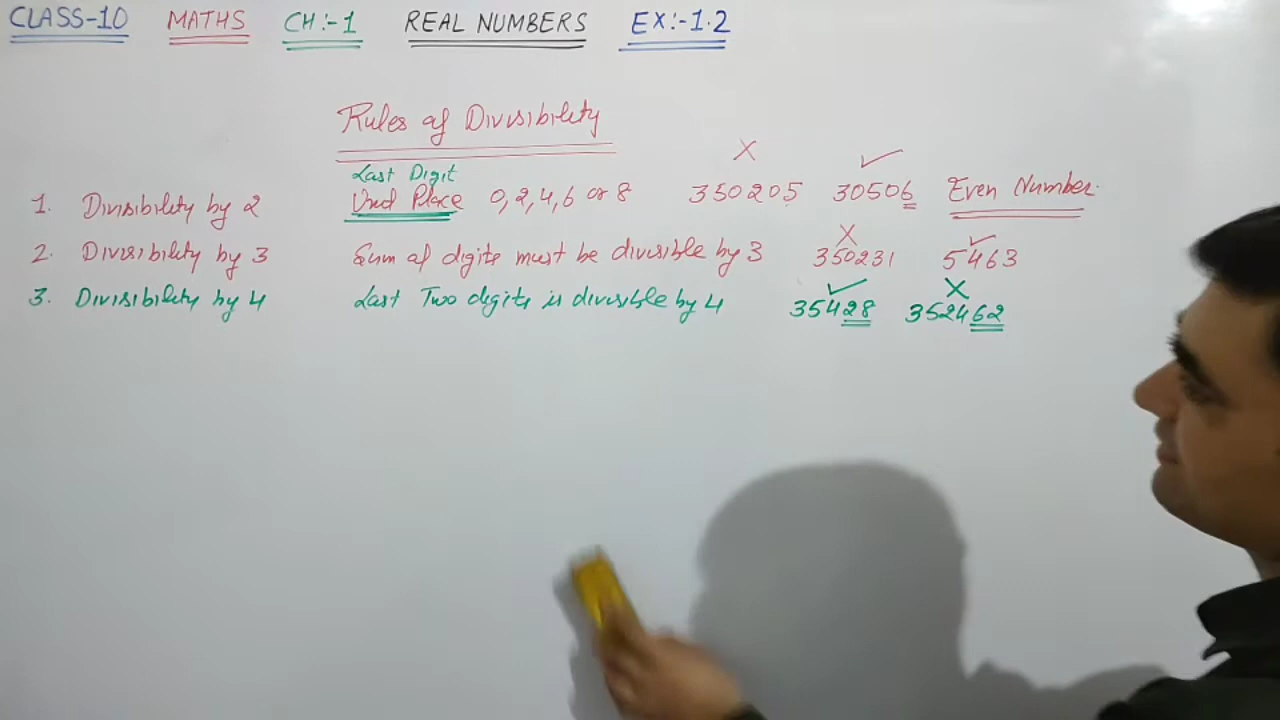 CLASS-10 MATHS CH:-1 REAL NUMBERS EX:-1.2
Rules of Divisibility
Last Digit
1. Divisibility by 2 Unit Place 0, 2, 4, 6 or 8 350205 X 30506 ✓ Even Number
2. Divisibility by 3 Sum of digits must be divisible by 3 350231 X 5463 ✓
3. Divisibility by 4 Last Two digits is divisible by 4 35428 ✓ 352462 X